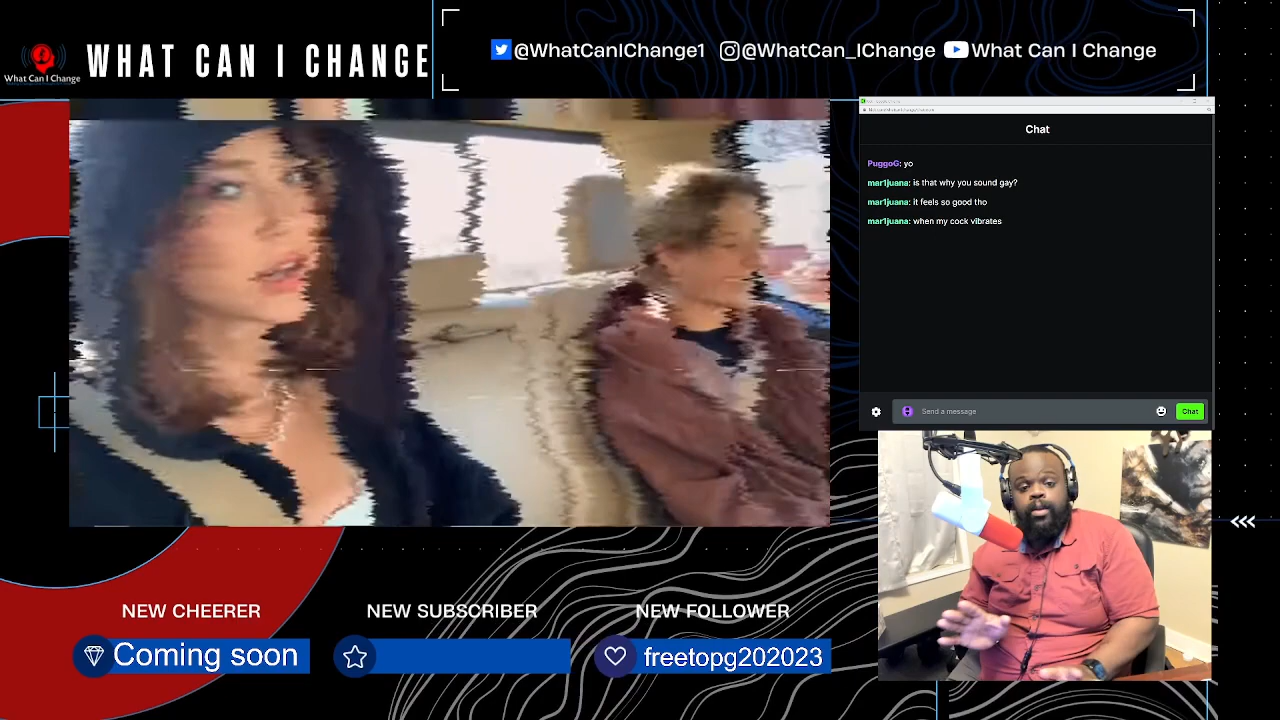 What Can I Change
WHAT CAN I CHANGE
@WhatCanIChange1 @WhatCan_IChange What Can I Change
Chat
PuggoG: yo
mar1juana: is that why you sound gay?
mar1juana: it feels so good tho
mar1juana: when my cock vibrates
Send a message
Chat
NEW CHEERER
NEW SUBSCRIBER
NEW FOLLOWER
Coming soon
freetopg202023